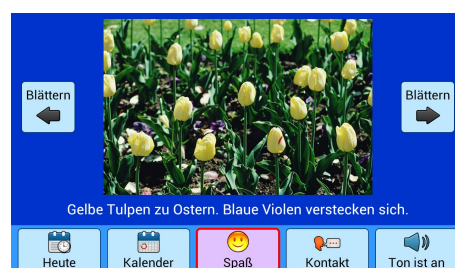 Blättern
Blättern
Gelbe Tulpen zu Ostern. Blaue Violen verstecken sich.
Heute
Kalender
Spaß
Kontakt
Ton ist an